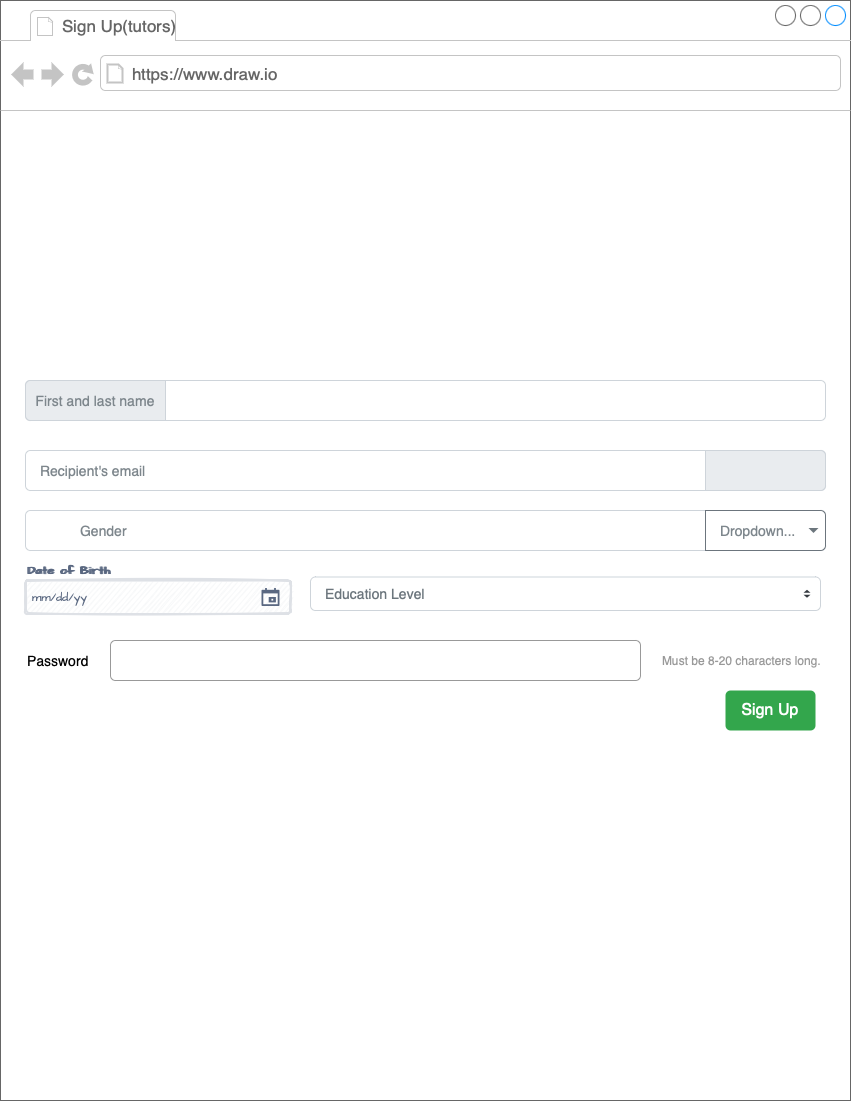 Sign Up(tutors)
https://www.draw.io
First and last name
Recipient's email
Gender
Dropdown...
Date of Birth
mm/dd/yy
Education Level
Password
Must be 8-20 characters long.
Sign Up